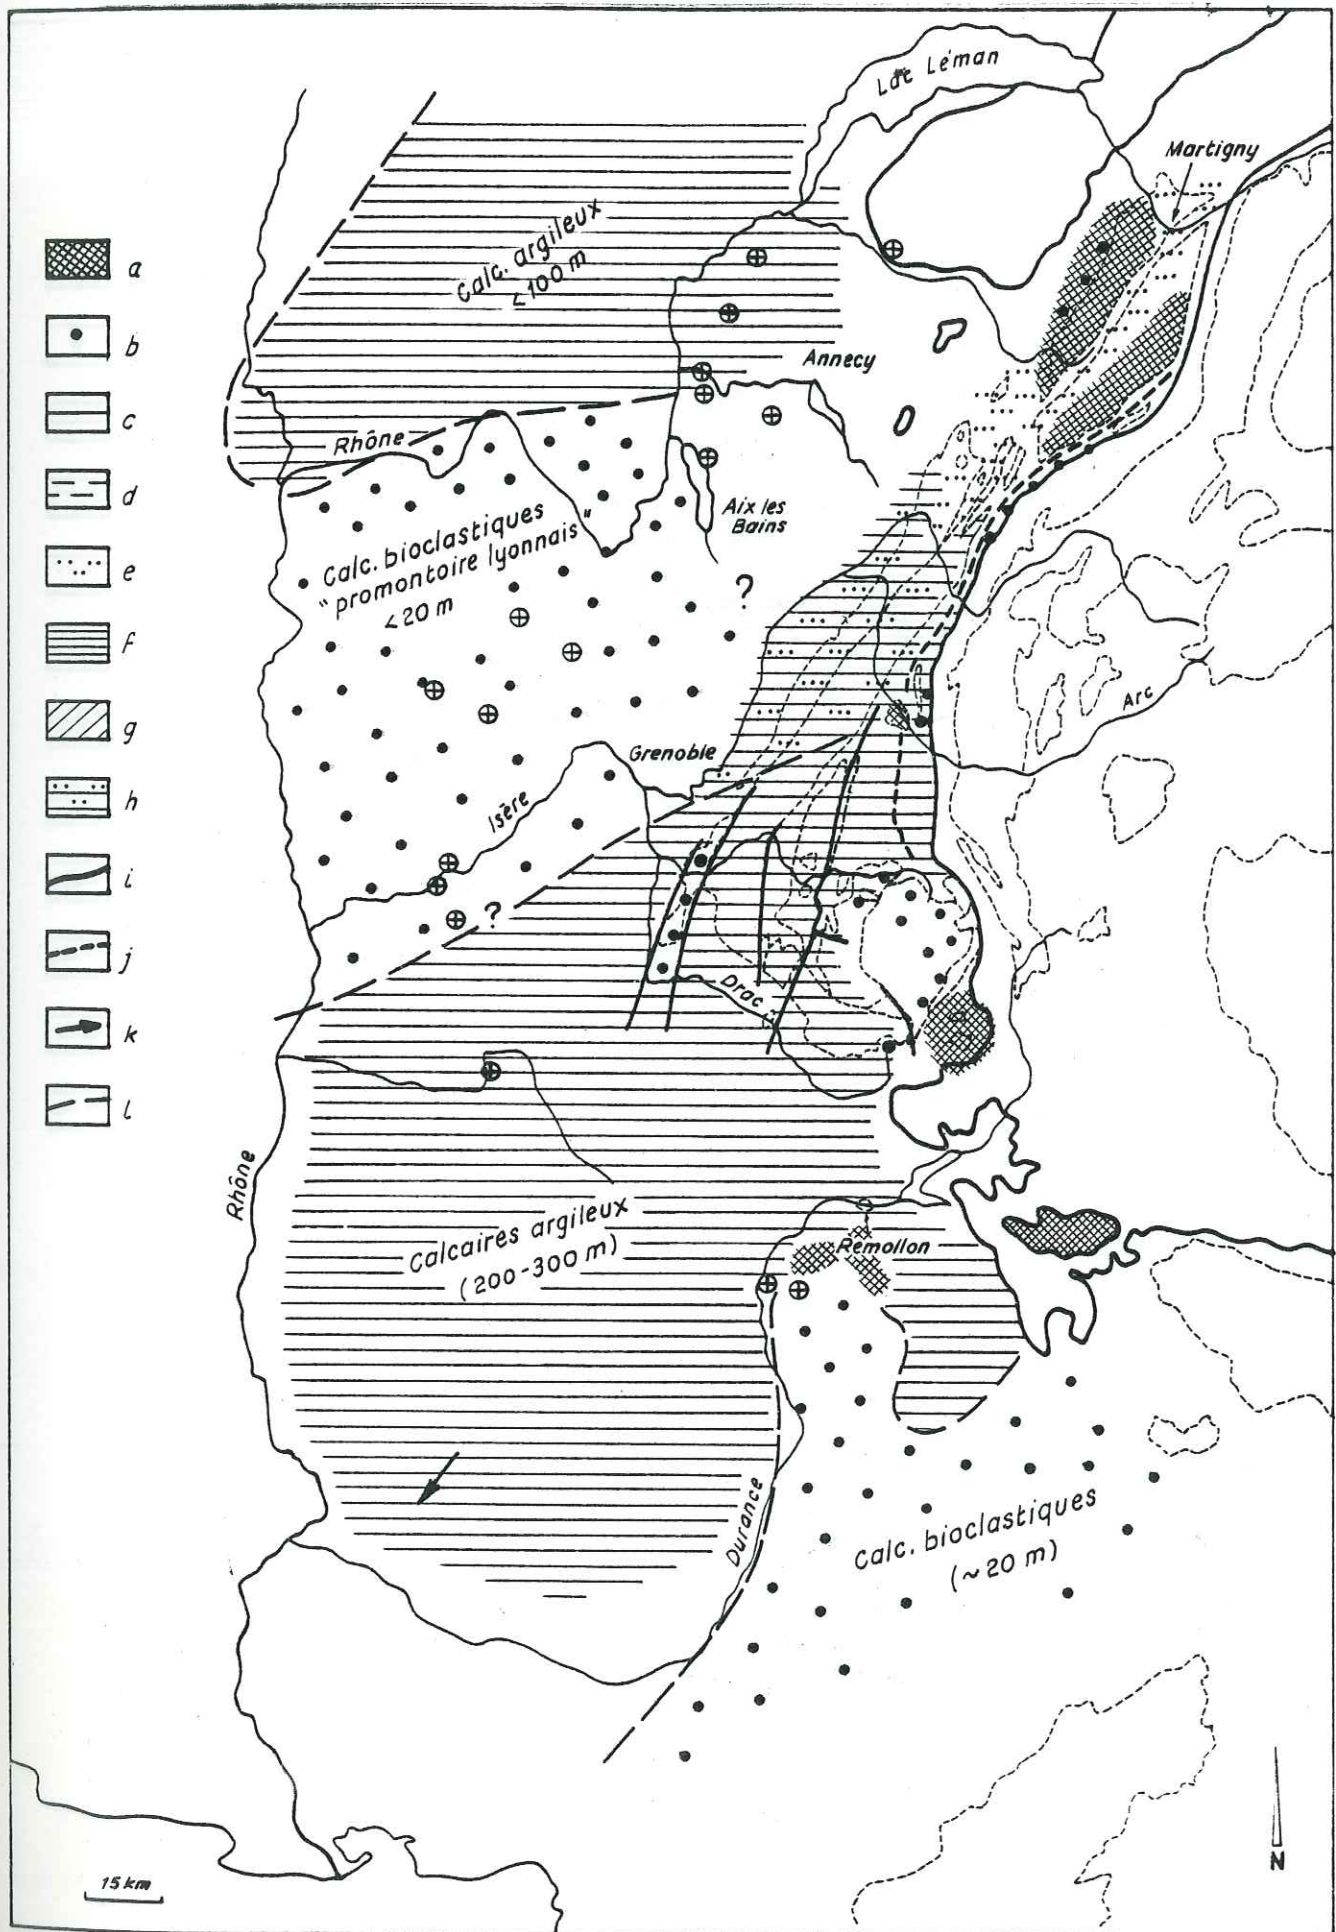 Lac Léman
Martigny
a
b
c
d
e
f
g
h
i
j
k
l
Calc. argileux
<100 m
Annecy
Rhône
Aix les
Bains
Calc. bioclastiques
"promontoire lyonnais"
<20 m
?
Arc
Grenoble
Isère
?
Drac
Rhône
Calcaires argileux
(200-300 m)
Remollon
Durance
Calc. bioclastiques
(~20 m)
15 km
N